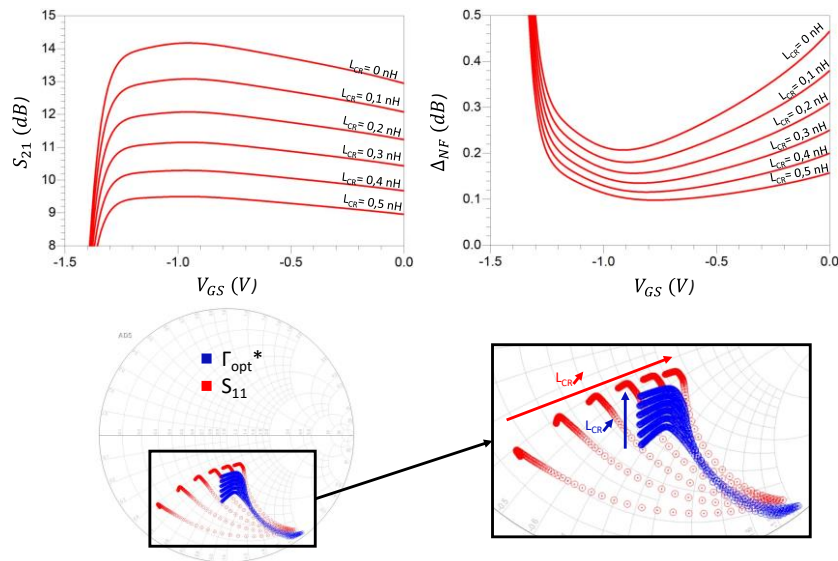 15
14
13
12
11
10
9
8
S21 (dB)
LCR= 0 nH
LCR= 0,1 nH
LCR= 0,2 nH
LCR= 0,3 nH
LCR= 0,4 nH
LCR= 0,5 nH
-1.5
-1.0
-0.5
0.0
VGS (V)
0.5
0.4
0.3
0.2
0.1
0.0
ΔNF (dB)
LCR= 0 nH
LCR= 0,1 nH
LCR= 0,2 nH
LCR= 0,3 nH
LCR= 0,4 nH
LCR= 0,5 nH
-1.5
-1.0
-0.5
0.0
VGS (V)
ADS
Γopt*
S11
LCR
LCR